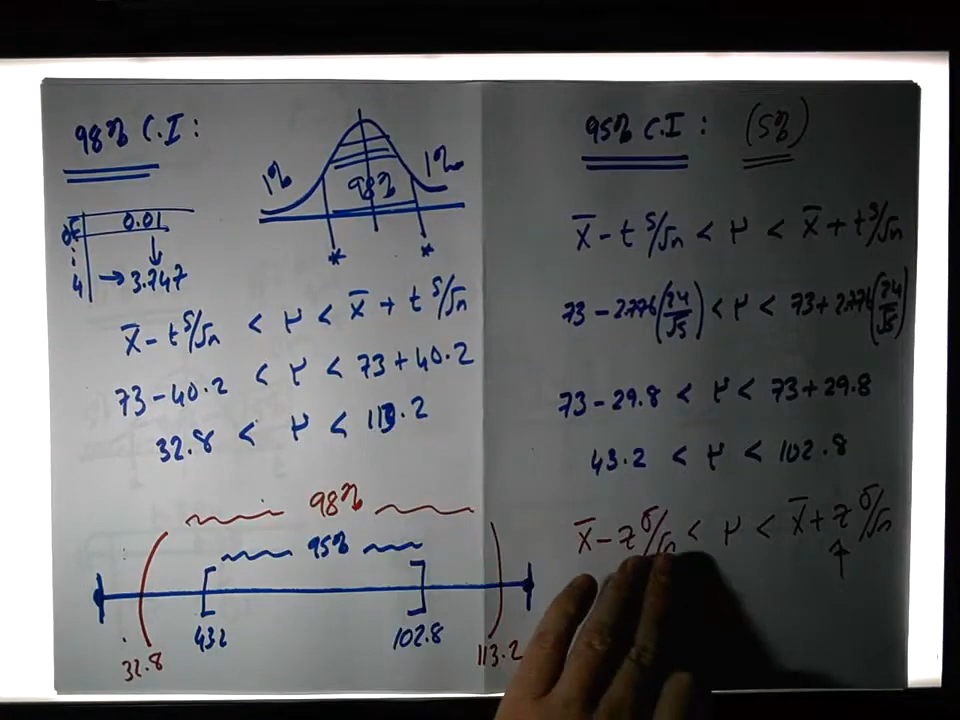 98% C.I:
1% 98% 1%
df 0.01
4 → 3.747
x̄ - t s/√n < μ < x̄ + t s/√n
73 - 40.2 < μ < 73 + 40.2
32.8 < μ < 113.2
98%
95%
32.8 432 102.8 113.2
95% C.I: (5%)
x̄ - t s/√n < μ < x̄ + t s/√n
73 - 2.776(24/√5) < μ < 73 + 2.776(24/√5)
73 - 29.8 < μ < 73 + 29.8
43.2 < μ < 102.8
x̄ - z σ/√n < μ < x̄ + z σ/√n